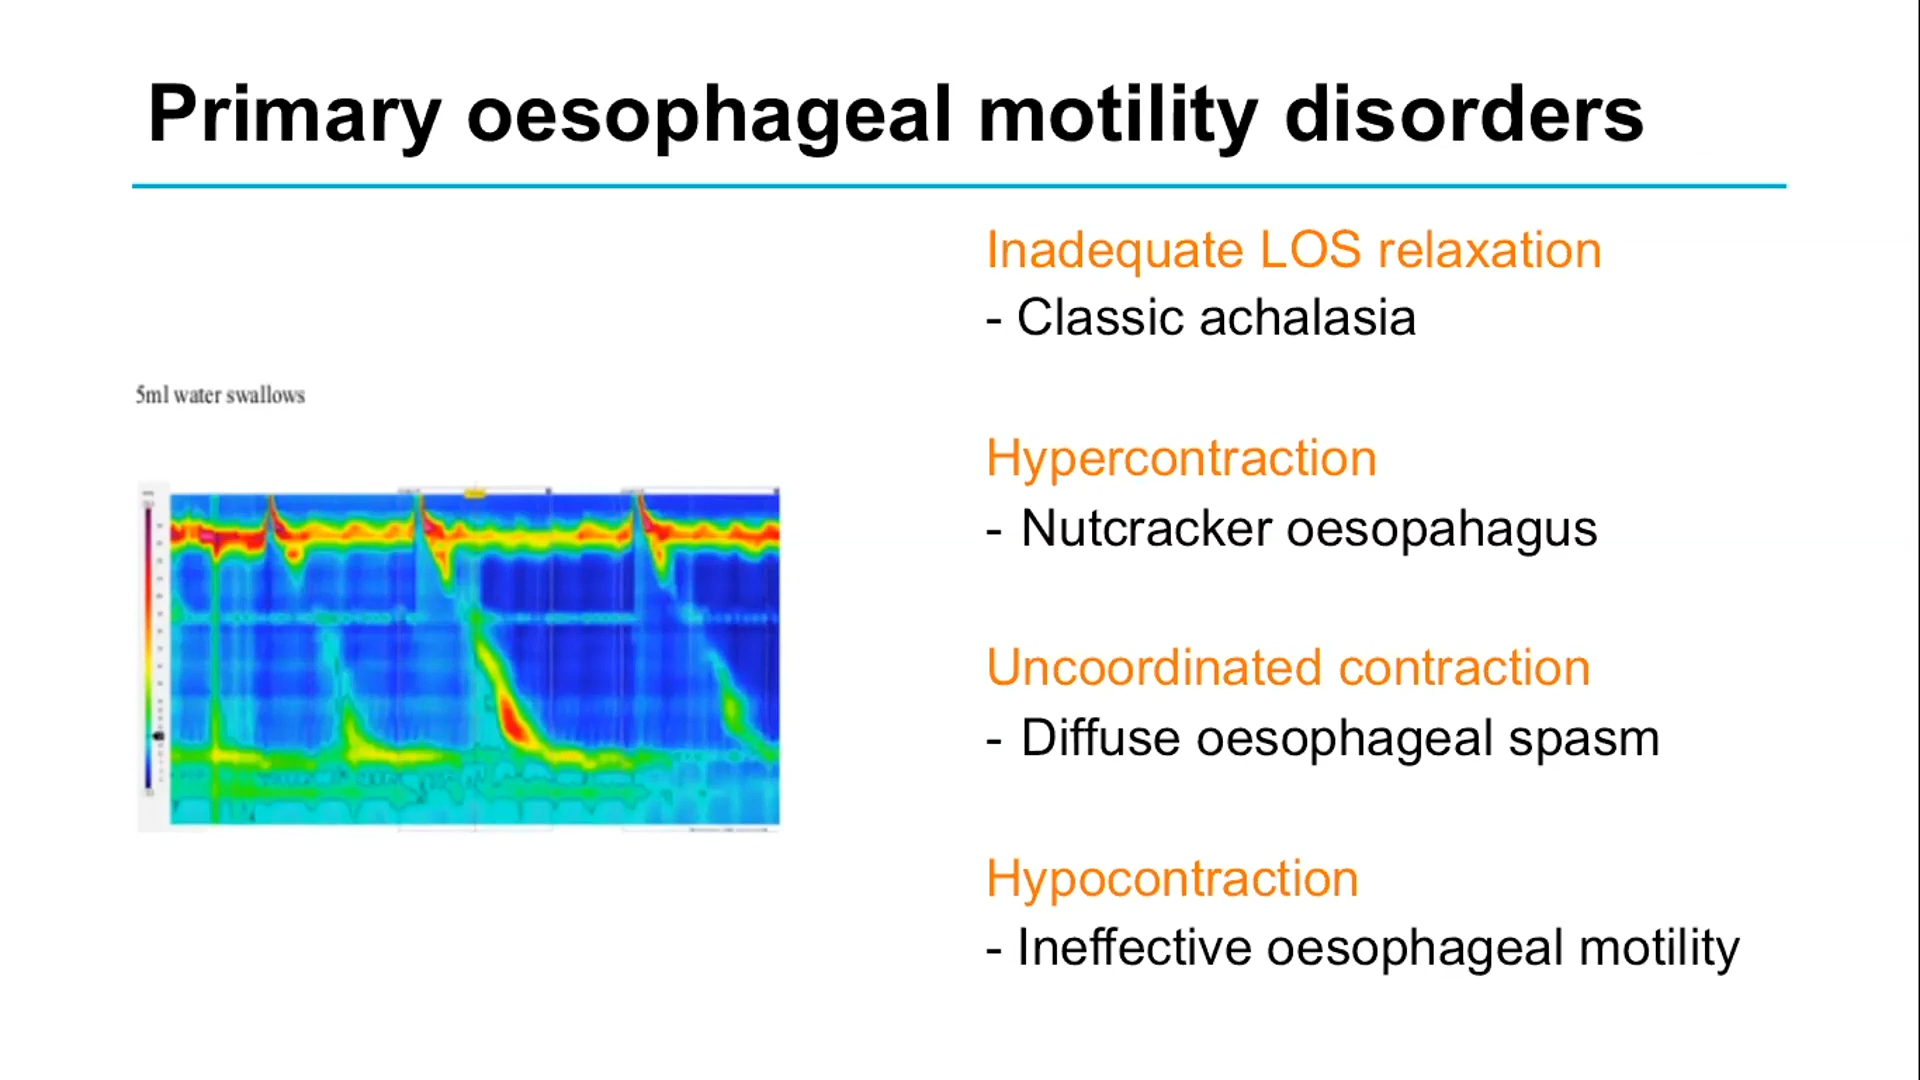 Primary oesophageal motility disorders
Inadequate LOS relaxation
- Classic achalasia
5ml water swallows
Hypercontraction
- Nutcracker oesopahagus
Uncoordinated contraction
- Diffuse oesophageal spasm
Hypocontraction
- Ineffective oesophageal motility